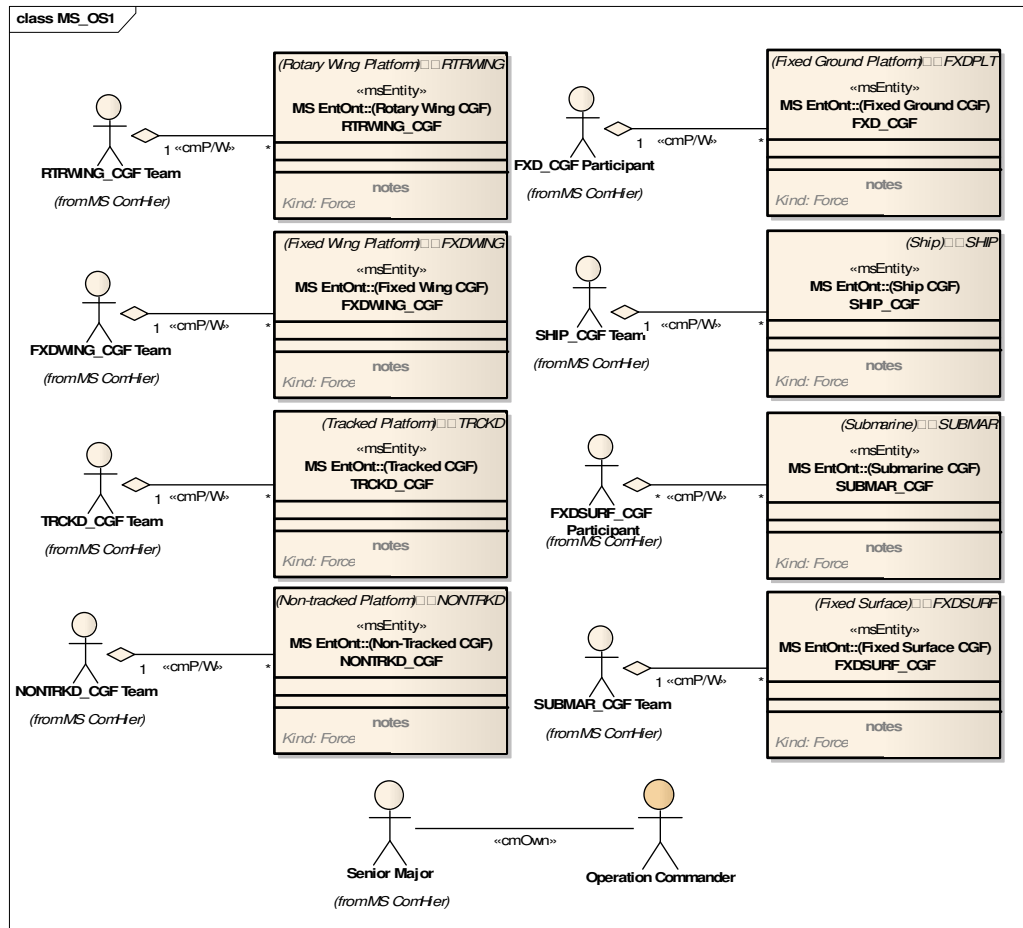 class MS_OS1
(Rotary Wing Platform)□□RTRWING
«msEntity»
MS EntOnt::(Rotary Wing CGF)
RTRWING_CGF
notes
Kind: Force
1 «cmP/W» *
RTRWING_CGF Team
(from MS ComHier)
(Fixed Ground Platform)□□FXDPLT
«msEntity»
MS EntOnt::(Fixed Ground CGF)
FXD_CGF
notes
Kind: Force
1 «cmP/W» *
FXD_CGF Participant
(from MS ComHier)
(Fixed Wing Platform)□□FXDWING
«msEntity»
MS EntOnt::(Fixed Wing CGF)
FXDWING_CGF
notes
Kind: Force
1 «cmP/W» *
FXDWING_CGF Team
(from MS ComHier)
(Ship)□□SHIP
«msEntity»
MS EntOnt::(Ship CGF)
SHIP_CGF
notes
Kind: Force
1 «cmP/W» *
SHIP_CGF Team
(from MS ComHier)
(Tracked Platform)□□TRCKD
«msEntity»
MS EntOnt::(Tracked CGF)
TRCKD_CGF
notes
Kind: Force
1 «cmP/W» *
TRCKD_CGF Team
(from MS ComHier)
(Submarine)□□SUBMAR
«msEntity»
MS EntOnt::(Submarine CGF)
SUBMAR_CGF
notes
Kind: Force
* «cmP/W» *
FXDSURF_CGF
Participant
(from MS ComHier)
(Non-tracked Platform)□□NONTRKD
«msEntity»
MS EntOnt::(Non-Tracked CGF)
NONTRKD_CGF
notes
Kind: Force
1 «cmP/W» *
NONTRKD_CGF Team
(from MS ComHier)
(Fixed Surface)□□FXDSURF
«msEntity»
MS EntOnt::(Fixed Surface CGF)
FXDSURF_CGF
notes
Kind: Force
1 «cmP/W» *
SUBMAR_CGF Team
(from MS ComHier)
«cmOwn»
Senior Major
(from MS ComHier)
Operation Commander